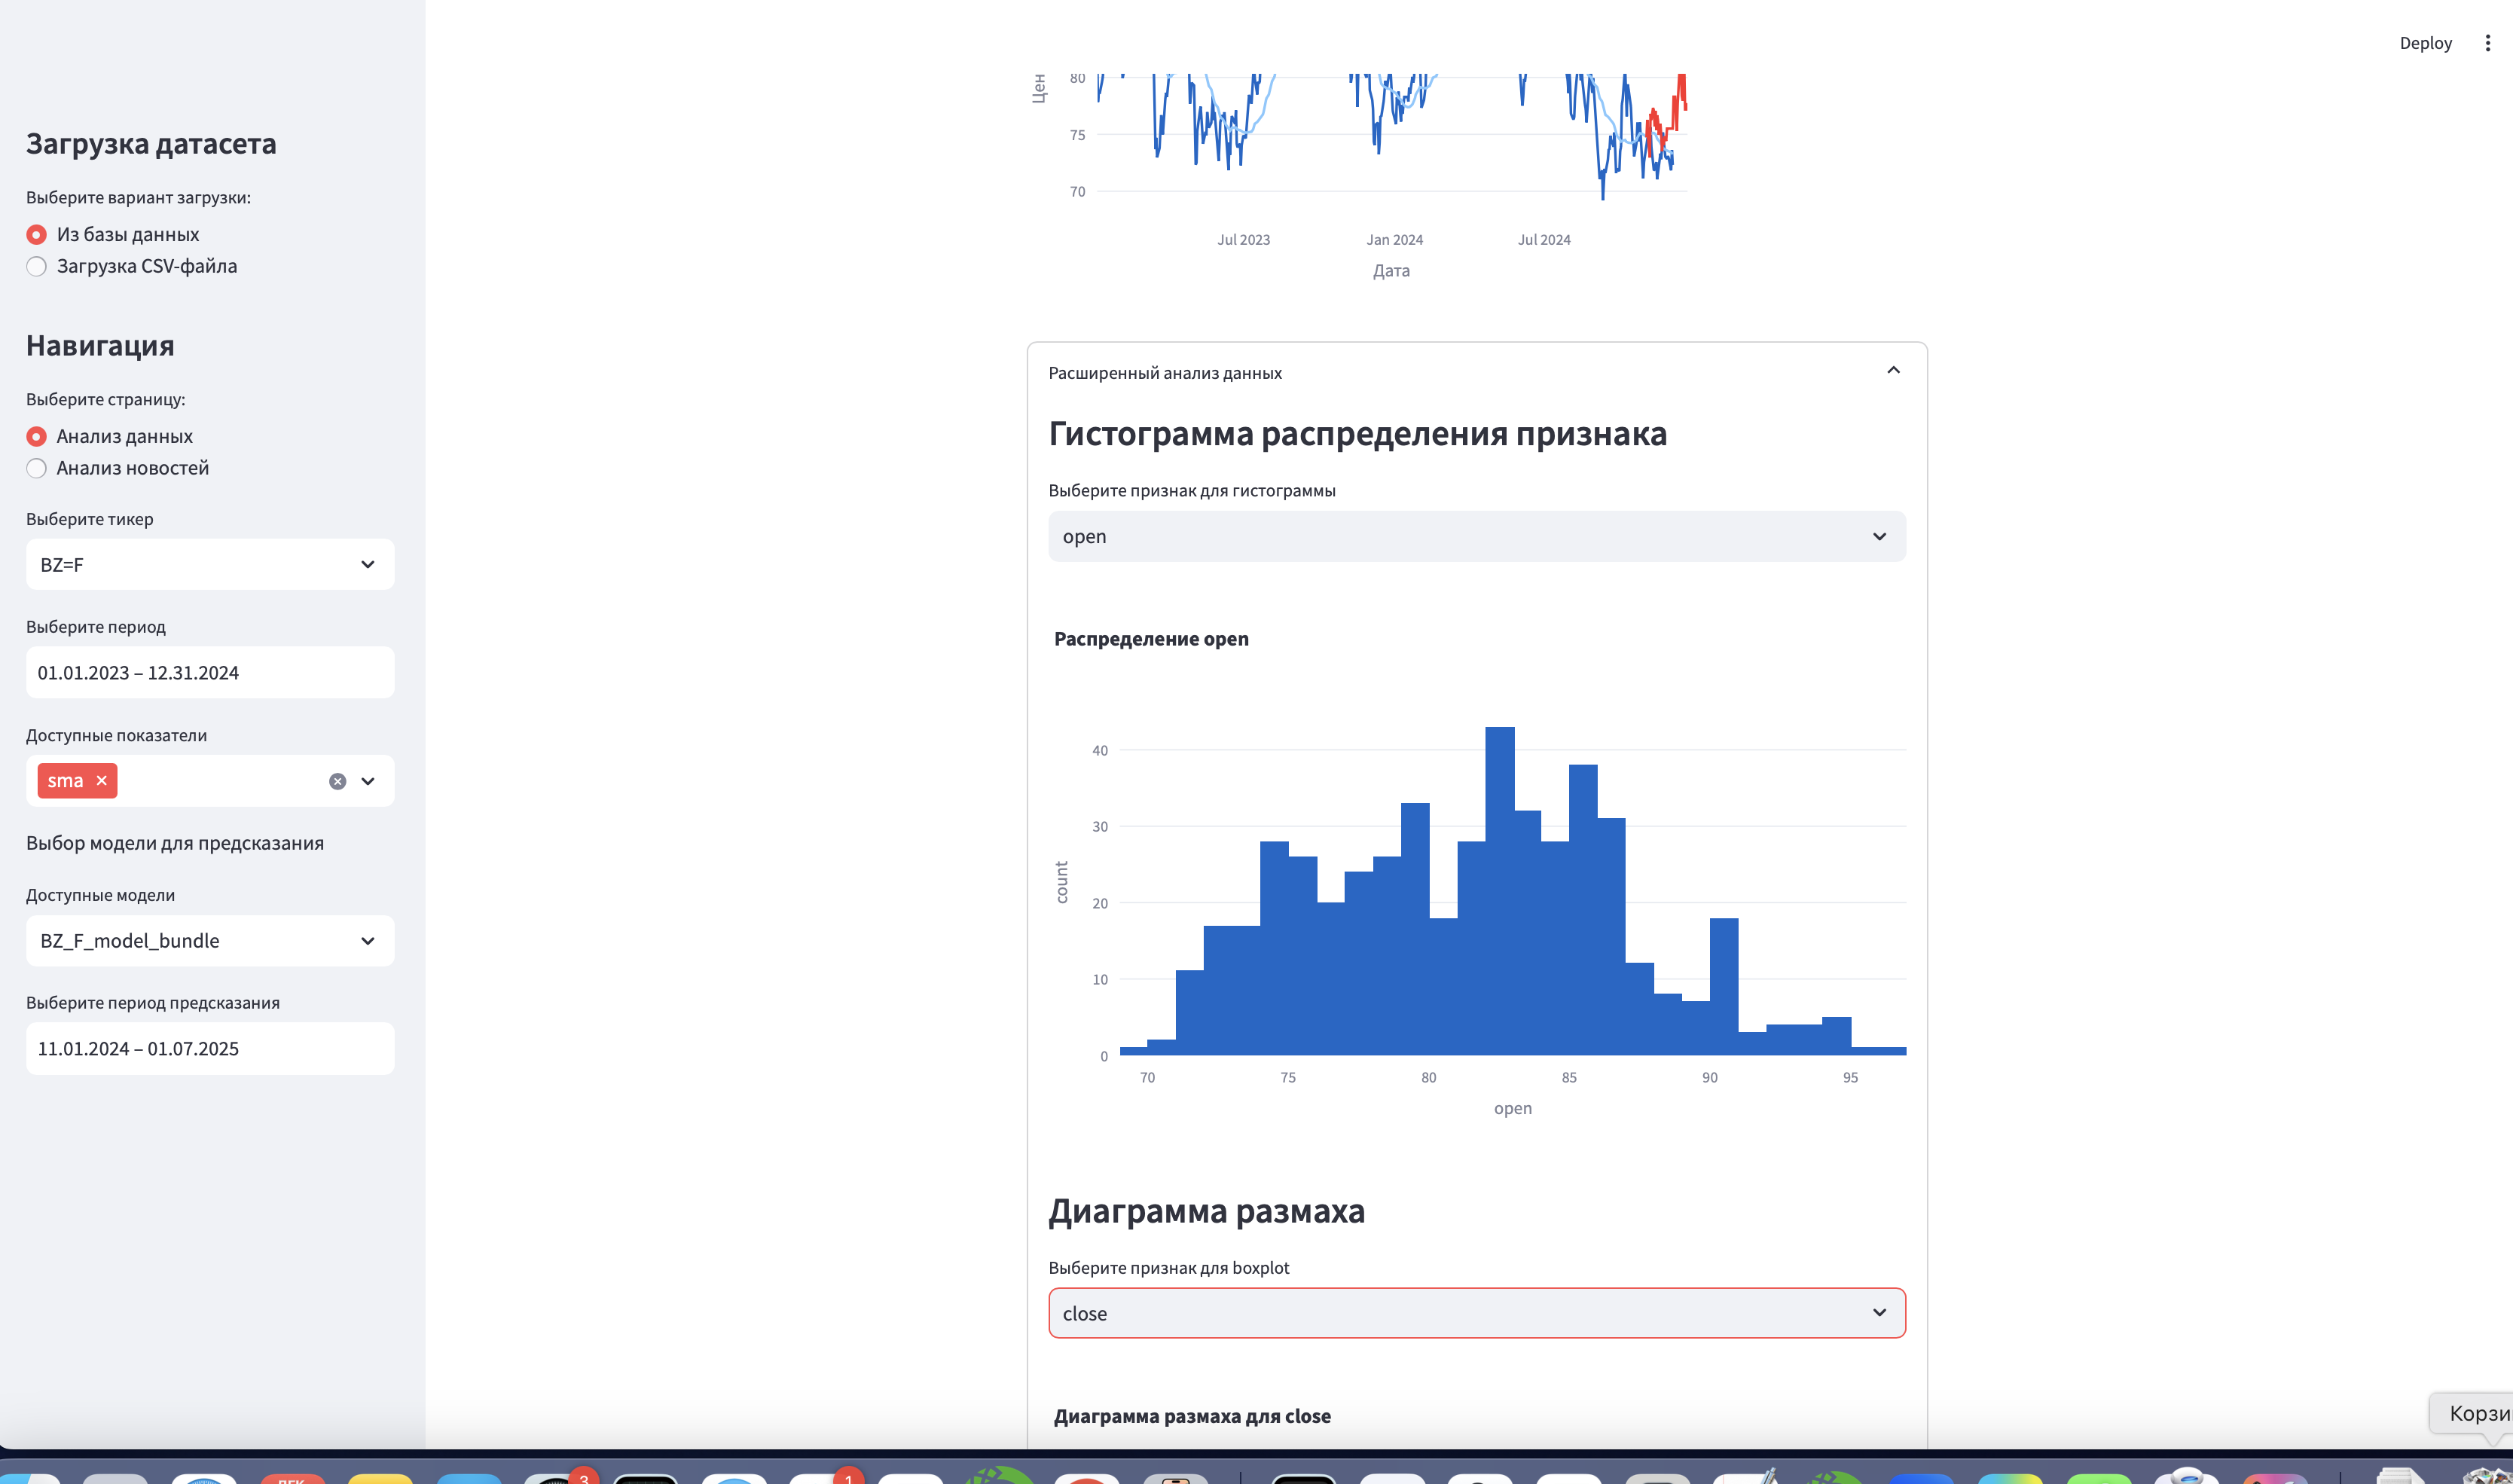 Deploy
Загрузка датасета
Выберите вариант загрузки:
Из базы данных
Загрузка CSV-файла
Навигация
Выберите страницу:
Анализ данных
Анализ новостей
Выберите тикер
BZ=F
Выберите период
01.01.2023 – 12.31.2024
Доступные показатели
sma
Выбор модели для предсказания
Доступные модели
BZ_F_model_bundle
Выберите период предсказания
11.01.2024 – 01.07.2025
Цен
80
75
70
Jul 2023
Jan 2024
Jul 2024
Дата
Расширенный анализ данных
Гистограмма распределения признака
Выберите признак для гистограммы
open
Распределение open
40
30
20
10
0
count
70
75
80
85
90
95
open
Диаграмма размаха
Выберите признак для boxplot
close
Диаграмма размаха для close
Корзи
3
1